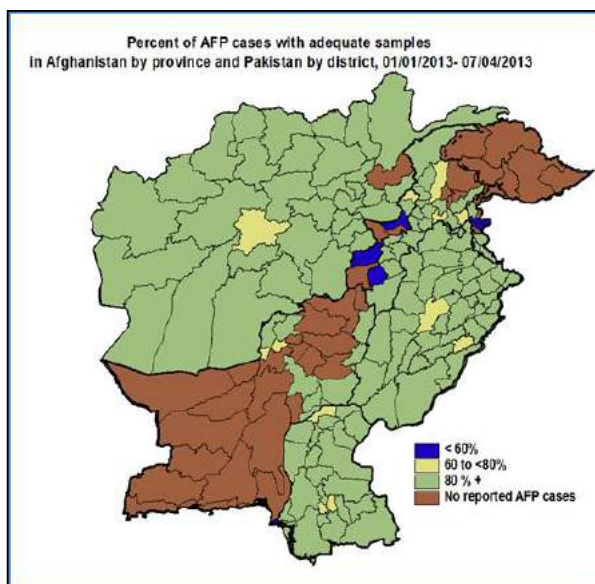 Percent of AFP cases with adequate samples
in Afghanistan by province and Pakistan by district, 01/01/2013- 07/04/2013
< 60%
60 to <80%
80 % +
No reported AFP cases